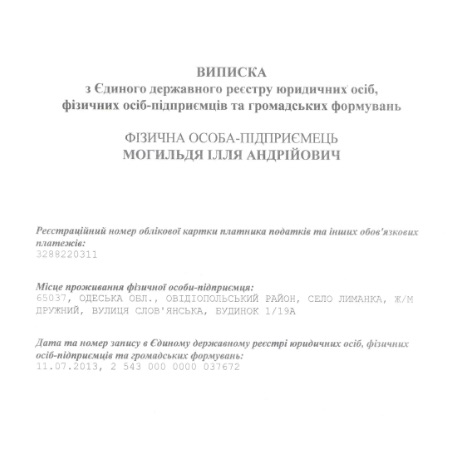 ВИПИСКА
з Єдиного державного реєстру юридичних осіб,
фізичних осіб-підприємців та громадських формувань
ФІЗИЧНА ОСОБА-ПІДПРИЄМЕЦЬ
МОГИЛЬДЯ ІЛЛЯ АНДРІЙОВИЧ
Реєстраційний номер облікової картки платника податків та інших обов'язкових
платежів:
3288220311
Місце проживання фізичної особи-підприємця:
65037, ОДЕСЬКА ОБЛ., ОВІДІОПОЛЬСЬКИЙ РАЙОН, СЕЛО ЛИМАНКА, Ж/М
ДРУЖНИЙ, ВУЛИЦЯ СЛОВ'ЯНСЬКА, БУДИНОК 1/19А
Дата та номер запису в Єдиному державному реєстрі юридичних осіб, фізичних
осіб-підприємців та громадських формувань:
11.07.2013, 2 543 000 0000 037672